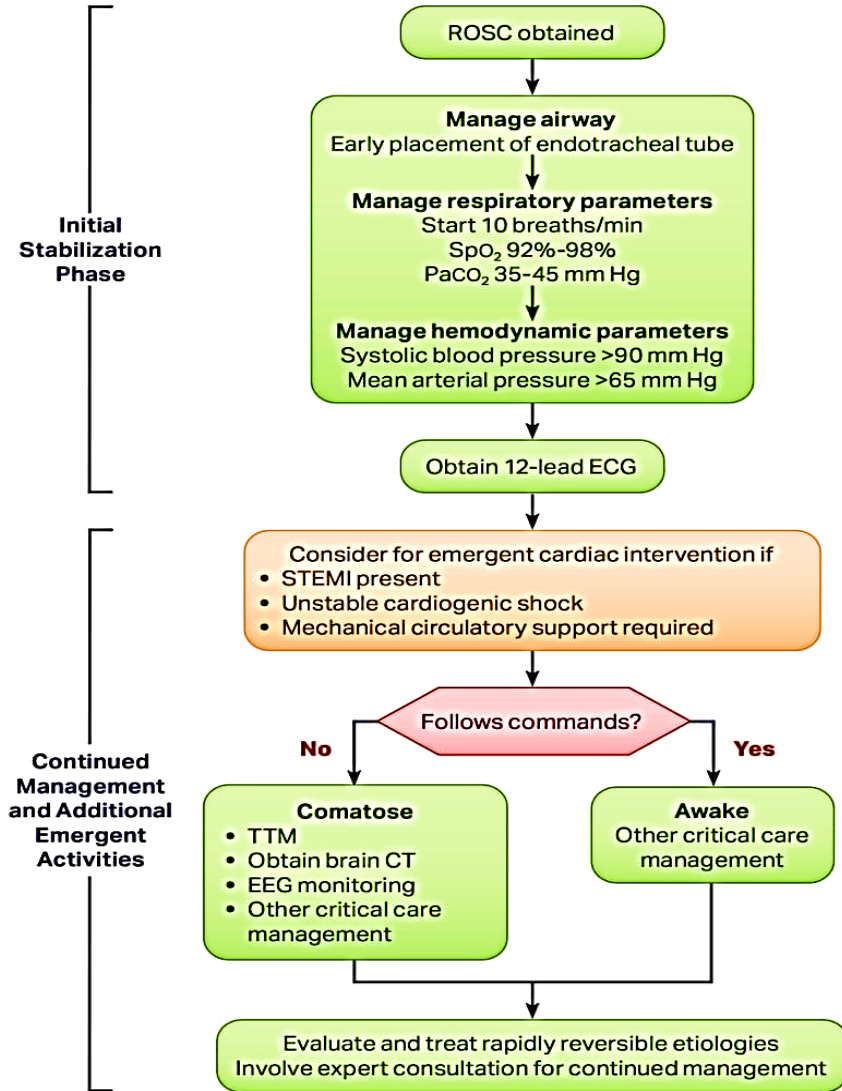 ROSC obtained
Manage airway
Early placement of endotracheal tube
Manage respiratory parameters
Start 10 breaths/min
SpO₂ 92%-98%
PaCO₂ 35-45 mm Hg
Manage hemodynamic parameters
Systolic blood pressure >90 mm Hg
Mean arterial pressure >65 mm Hg
Obtain 12-lead ECG
Initial
Stabilization
Phase
Consider for emergent cardiac intervention if
• STEMI present
• Unstable cardiogenic shock
• Mechanical circulatory support required
Follows commands?
No
Yes
Comatose
• TTM
• Obtain brain CT
• EEG monitoring
• Other critical care
management
Awake
Other critical care
management
Continued
Management
and Additional
Emergent
Activities
Evaluate and treat rapidly reversible etiologies
Involve expert consultation for continued management